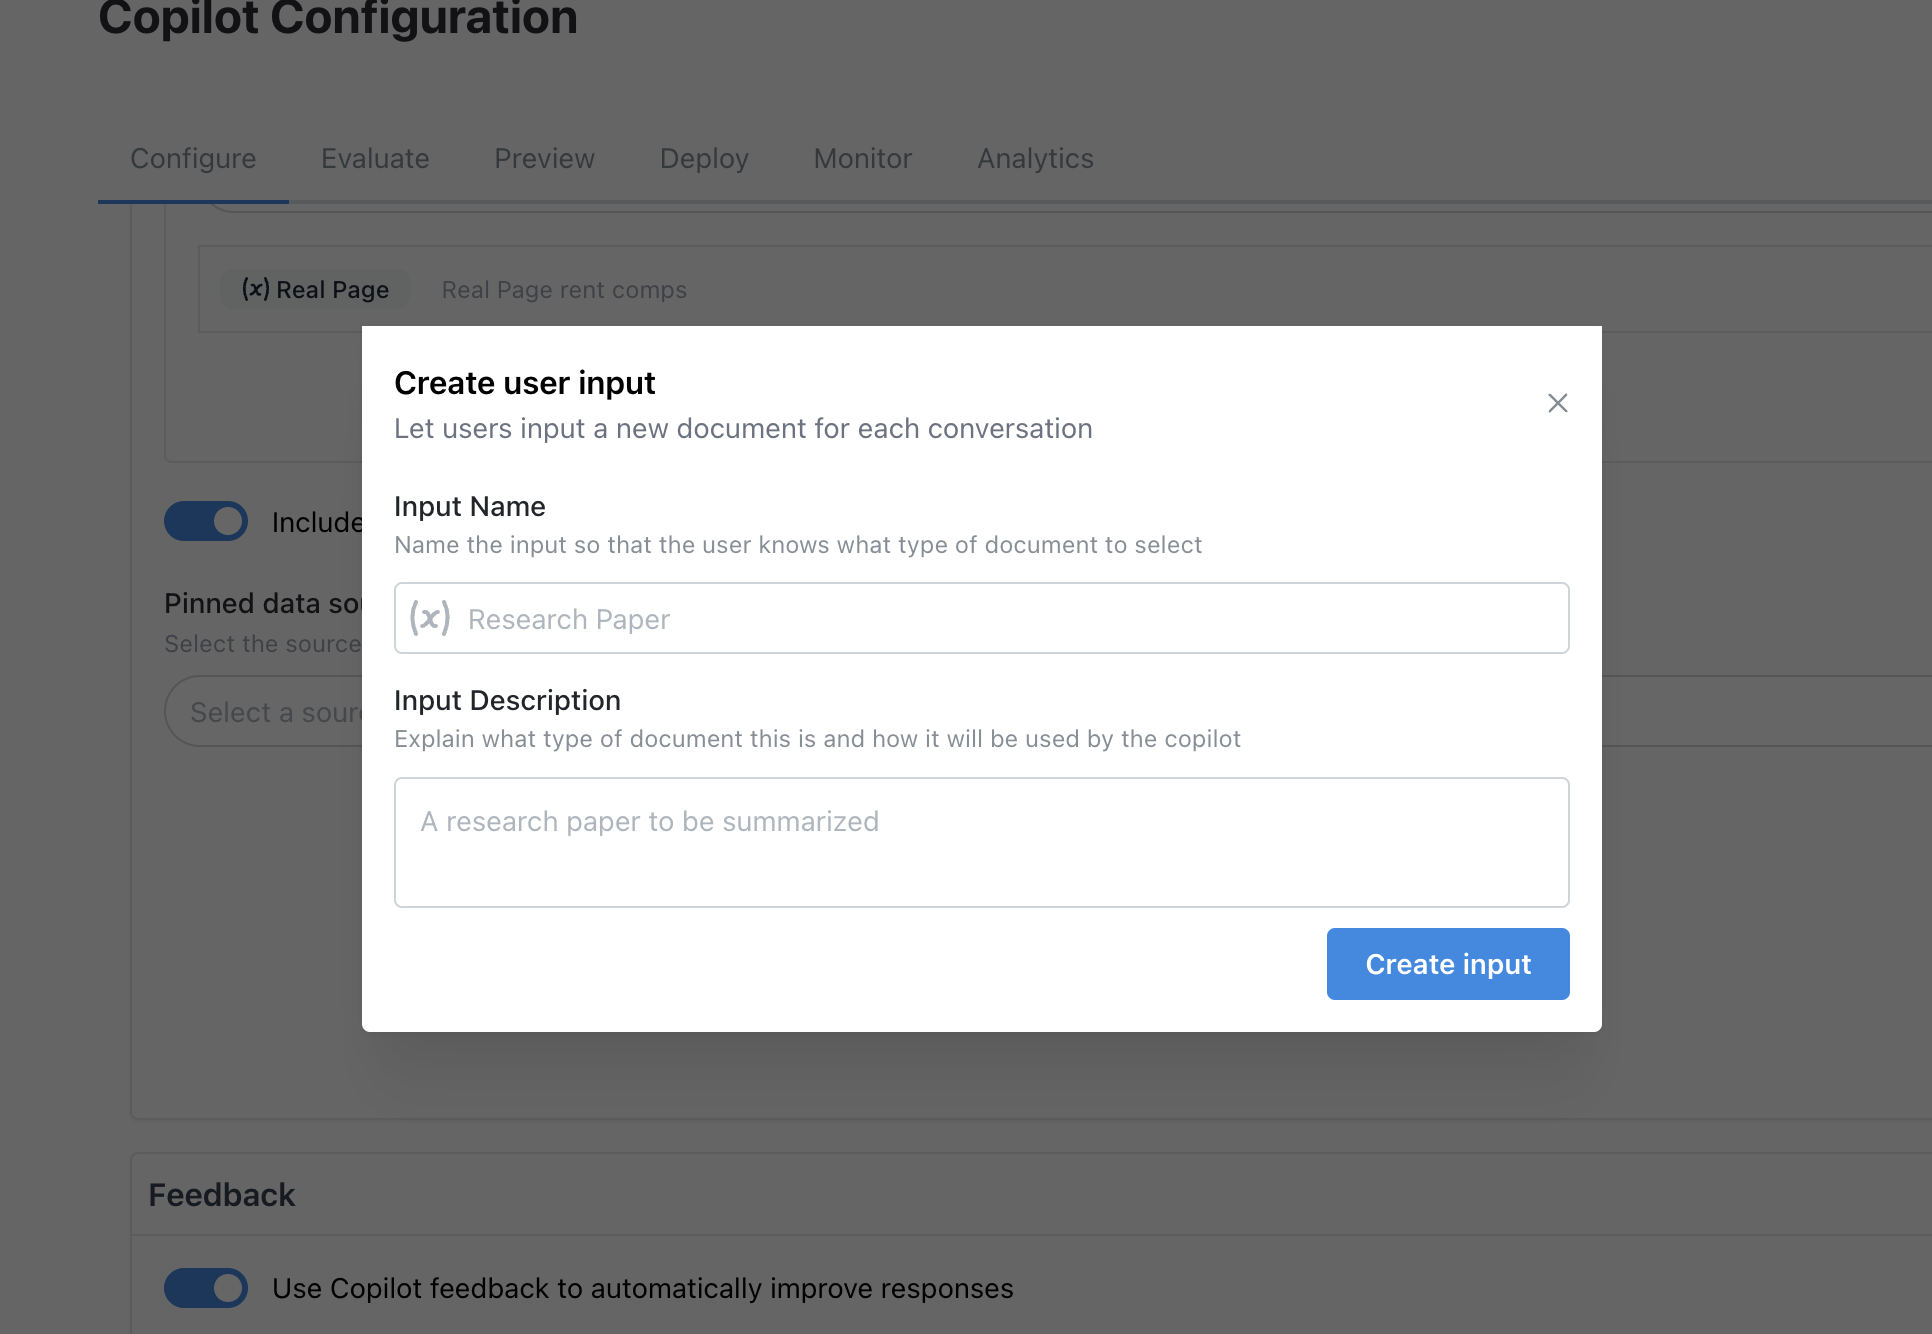 Copilot Configuration
Configure Evaluate Preview Deploy Monitor Analytics
(x) Real Page Real Page rent comps
Create user input
Let users input a new document for each conversation
Input Name
Name the input so that the user knows what type of document to select
(x) Research Paper
Input Description
Explain what type of document this is and how it will be used by the copilot
A research paper to be summarized
Create input
Include
Pinned data sou
Select the source
Select a sour
Feedback
Use Copilot feedback to automatically improve responses